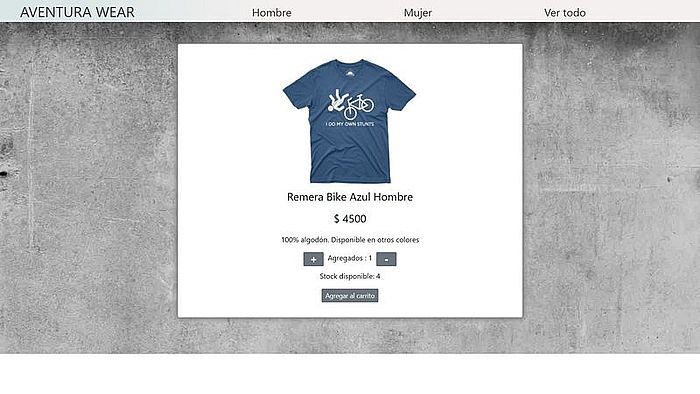 AVENTURA WEAR
Hombre
Mujer
Ver todo
I DO MY OWN STUNTS
Remera Bike Azul Hombre
$ 4500
100% algodón. Disponible en otros colores
+ Agregados : 1 -
Stock disponible: 4
Agregar al carrito